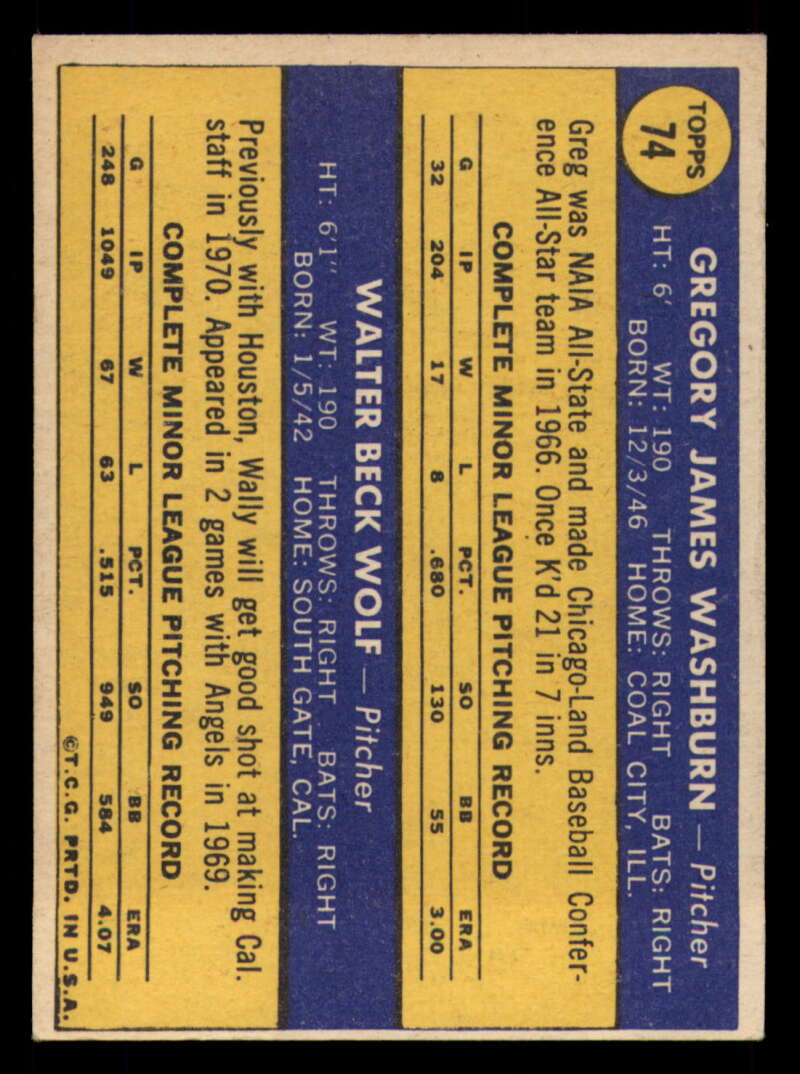 TOPPS
74
GREGORY JAMES WASHBURN — Pitcher
HT: 6' WT: 190 THROWS: RIGHT BATS: RIGHT
BORN: 12/3/46 HOME: COAL CITY, ILL.
Greg was NAIA All-State and made Chicago-Land Baseball Confer-
ence All-Star team in 1966. Once K'd 21 in 7 inns.
COMPLETE MINOR LEAGUE PITCHING RECORD
G IP W L PCT. SO BB ERA
32 204 17 8 .680 130 55 3.00
WALTER BECK WOLF — Pitcher
HT: 6'1" WT: 190 THROWS: RIGHT BATS: RIGHT
BORN: 1/5/42 HOME: SOUTH GATE, CAL.
Previously with Houston, Wally will get good shot at making Cal.
staff in 1970. Appeared in 2 games with Angels in 1969.
COMPLETE MINOR LEAGUE PITCHING RECORD
G IP W L PCT. SO BB ERA
248 1049 67 63 .515 949 584 4.07
©T.C.G. PRTD. IN U.S.A.